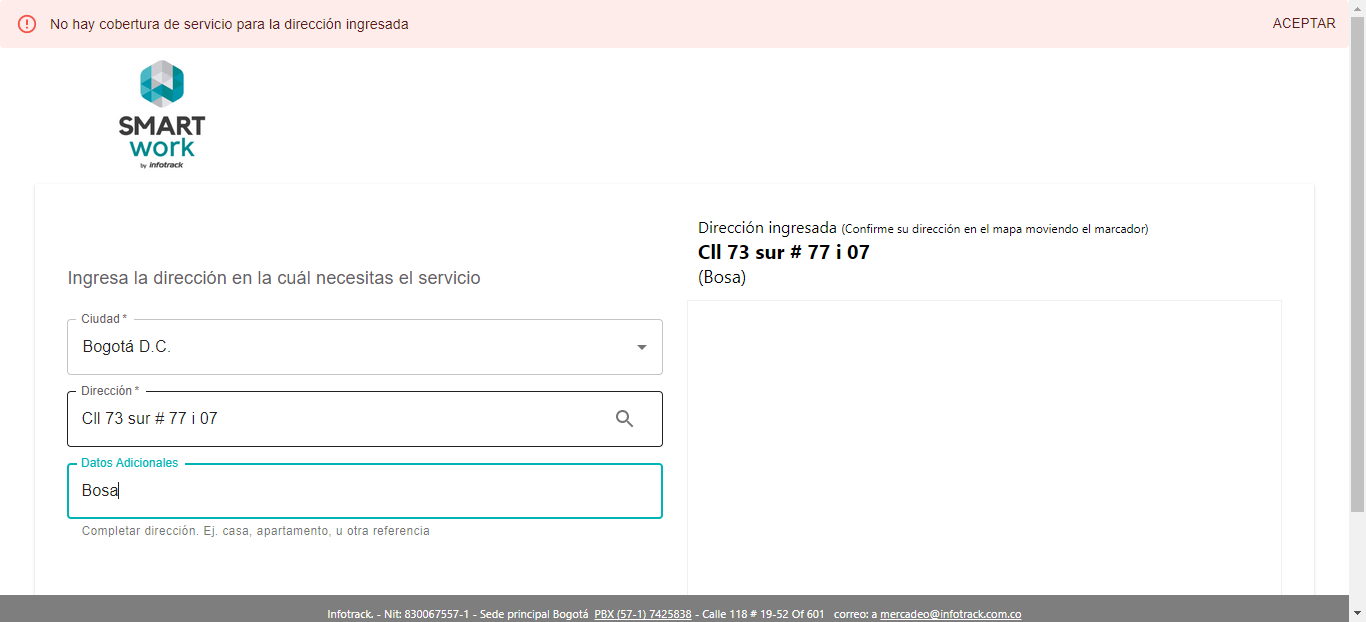 No hay cobertura de servicio para la dirección ingresada
ACEPTAR
SMART
work
by infotrack
Ingresa la dirección en la cuál necesitas el servicio
Ciudad *
Bogotá D.C.
Dirección *
Cll 73 sur # 77 i 07
Datos Adicionales
Bosa
Completar dirección. Ej. casa, apartamento, u otra referencia
Dirección ingresada (Confirme su dirección en el mapa moviendo el marcador)
Cll 73 sur # 77 i 07
(Bosa)
Infotrack. - Nit: 830067557-1 - Sede principal Bogotá PBX (57-1) 7425838 - Calle 118 # 19-52 Of 601 correo: a mercadeo@infotrack.com.co